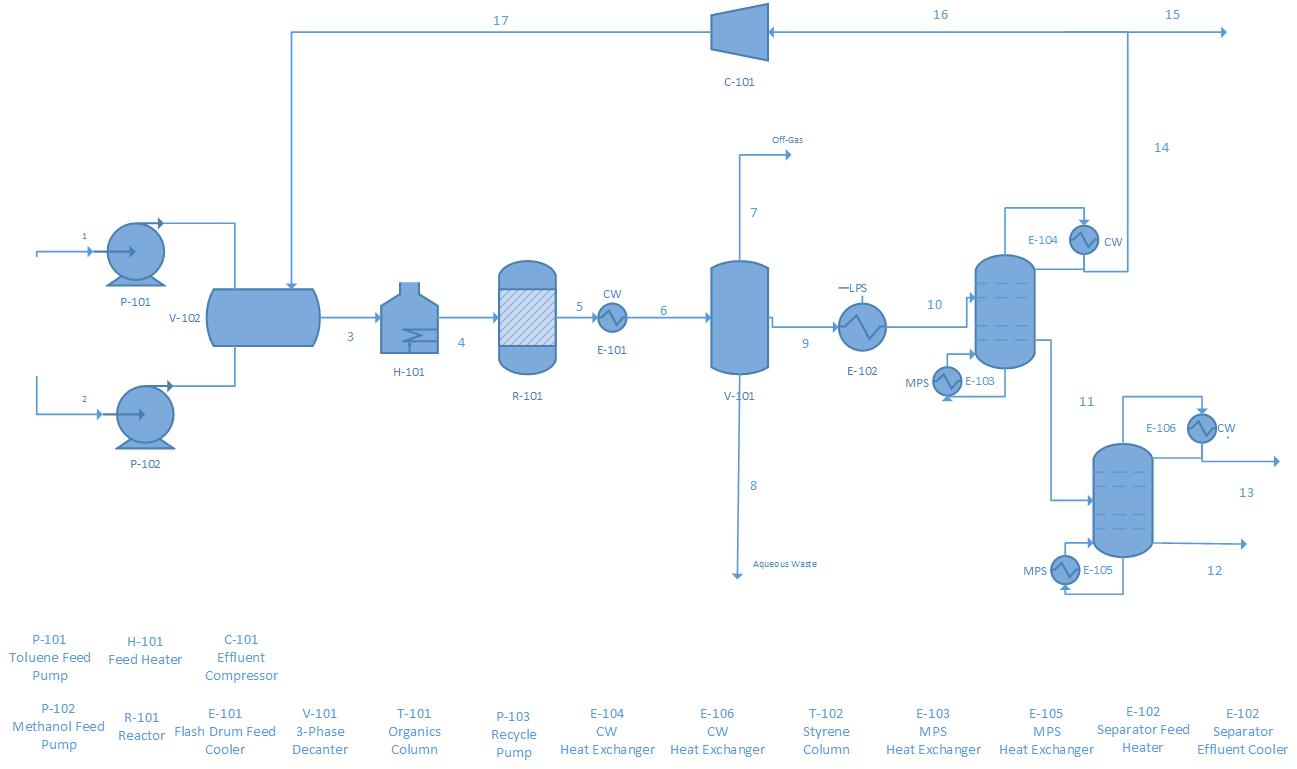 17
16
15
C-101
Off-Gas
14
7
1
E-104
CW
P-101
V-102
3
4
CW
5
6
E-101
LPS
10
9
E-102
H-101
R-101
V-101
MPS
E-103
2
P-102
11
E-106
CW
13
8
Aqueous Waste
MPS
E-105
12
P-101
Toluene Feed
Pump
H-101
Feed Heater
C-101
Effluent
Compressor
P-102
Methanol Feed
Pump
R-101
Reactor
E-101
Flash Drum Feed
Cooler
V-101
3-Phase
Decanter
T-101
Organics
Column
P-103
Recycle
Pump
E-104
CW
Heat Exchanger
E-106
CW
Heat Exchanger
T-102
Styrene
Column
E-103
MPS
Heat Exchanger
E-105
MPS
Heat Exchanger
E-102
Separator Feed
Heater
E-102
Separator
Effluent Cooler